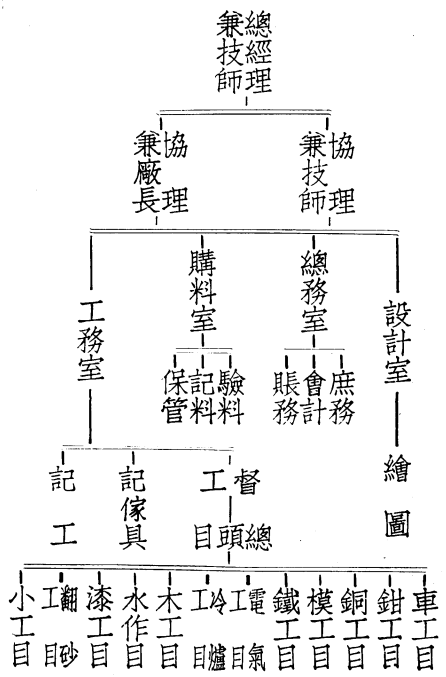 總經理
兼技師
協理
兼技師
協理
兼廠長
設計室
總務室
購料室
工務室
庶務
會計
賬務
驗料
記料
保管
繪圖
督工
總頭目
記傢具
記工
車工目
鉗工目
銅工目
模工目
鐵工目
電氣工目
冷爐工目
木工目
水作目
漆工目
翻砂工目
小工目